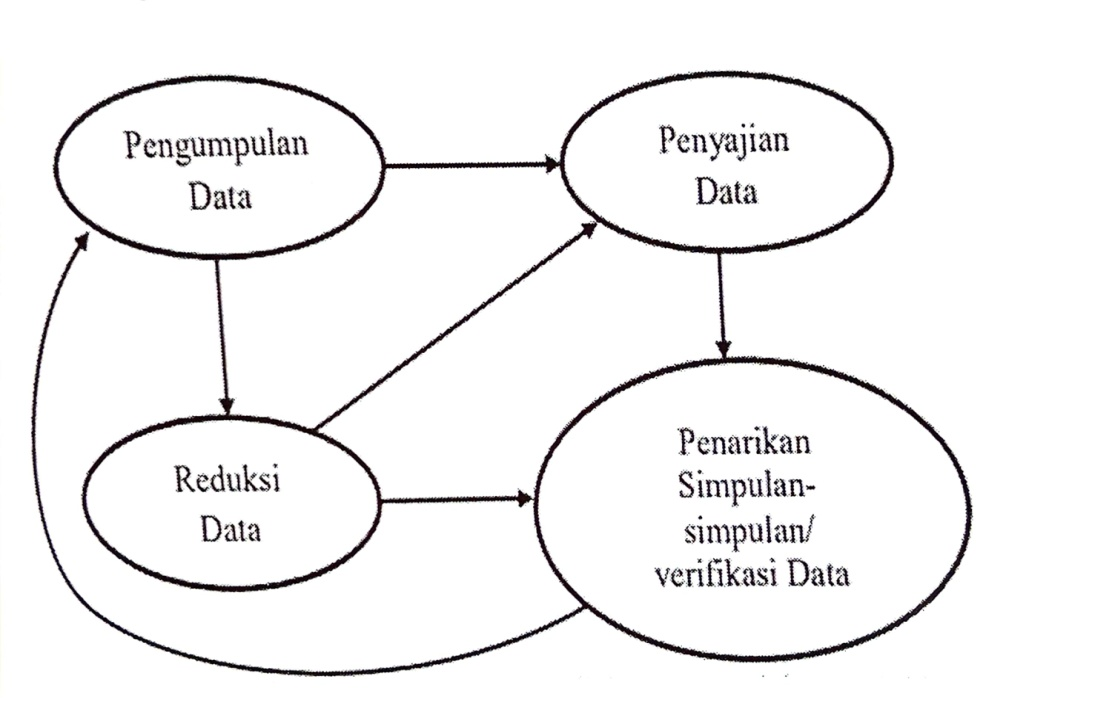 Pengumpulan
Data
Penyajian
Data
Reduksi
Data
Penarikan
Simpulan-
simpulan/
verifikasi Data